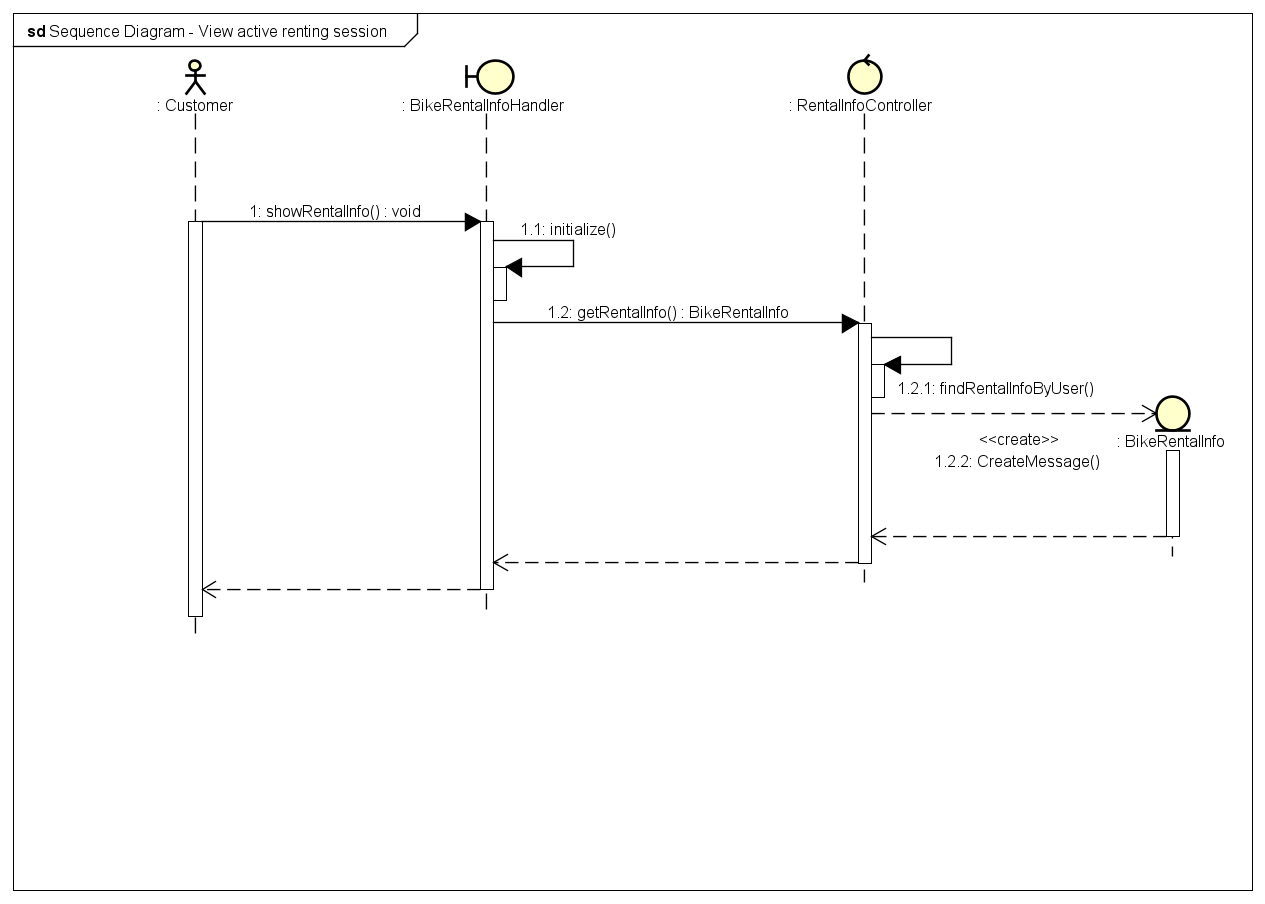 sd Sequence Diagram - View active renting session
: Customer
: BikeRentalInfoHandler
: RentalInfoController
1: showRentalInfo() : void
1.1: initialize()
1.2: getRentalInfo() : BikeRentalInfo
1.2.1: findRentalInfoByUser()
<<create>>
: BikeRentalInfo
1.2.2: CreateMessage()